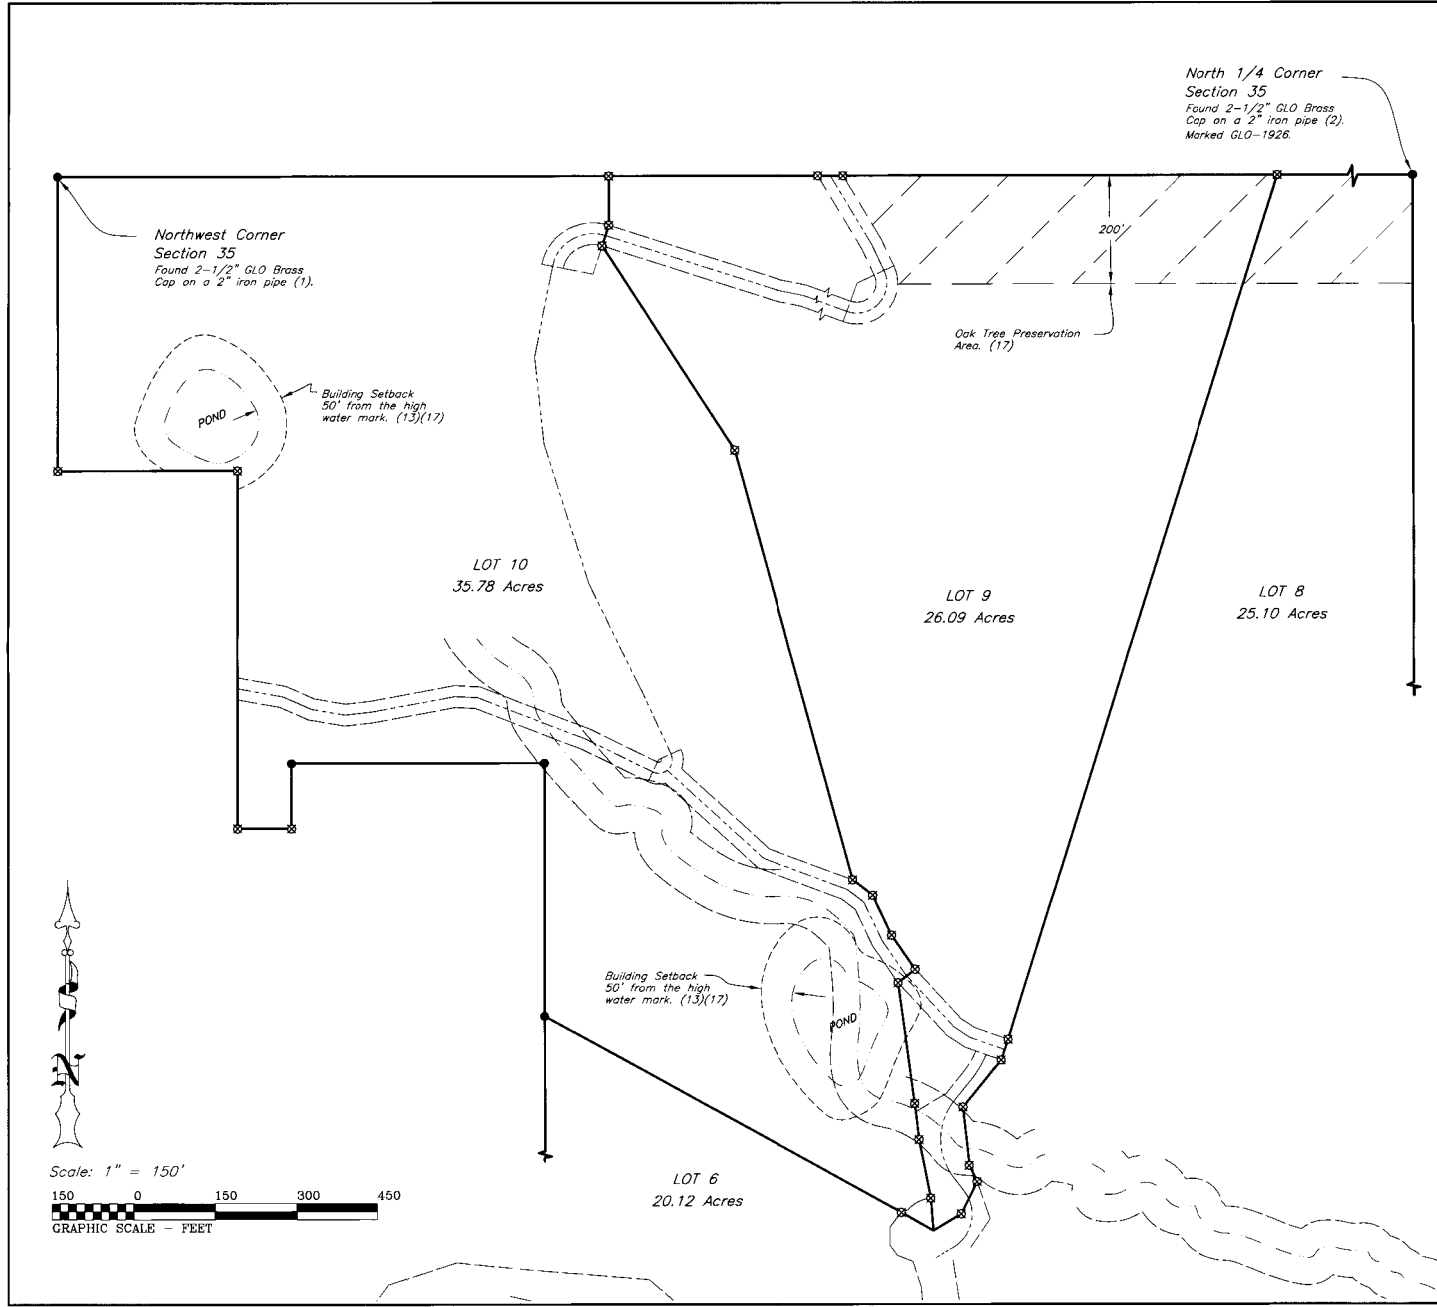 North 1/4 Corner
Section 35
Found 2-1/2" GLO Brass
Cap on a 2" iron pipe (2).
Marked GLO-1926.
Northwest Corner
Section 35
Found 2-1/2" GLO Brass
Cap on a 2" iron pipe (1).
200'
Oak Tree Preservation
Area. (17)
Building Setback
50' from the high
water mark. (13)(17)
POND
LOT 10
35.78 Acres
LOT 9
26.09 Acres
LOT 8
25.10 Acres
Building Setback
50' from the high
water mark. (13)(17)
POND
N
LOT 6
20.12 Acres
Scale: 1" = 150'
150 0 150 300 450
GRAPHIC SCALE - FEET